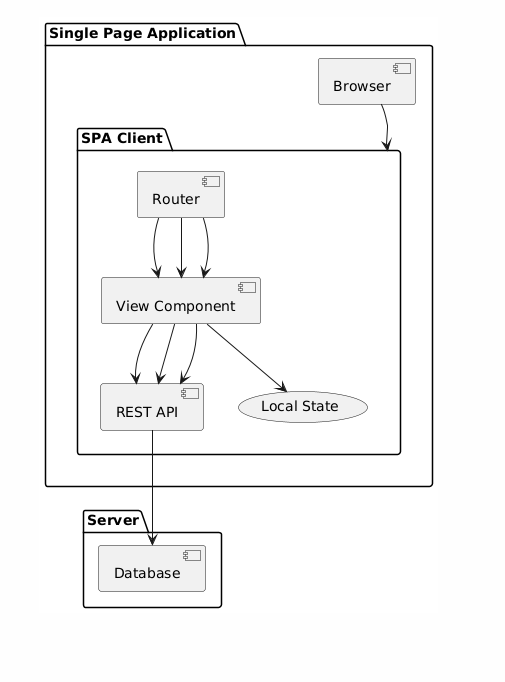 Single Page Application
Browser
SPA Client
Router
View Component
REST API
Local State
Server
Database